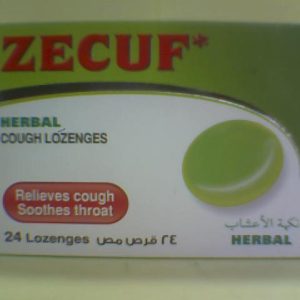 ZECUF*
HERBAL
COUGH LOZENGES
Relieves cough
Soothes throat
بنكهة الأعشاب
HERBAL
24 Lozenges ٢٤ قرص مص